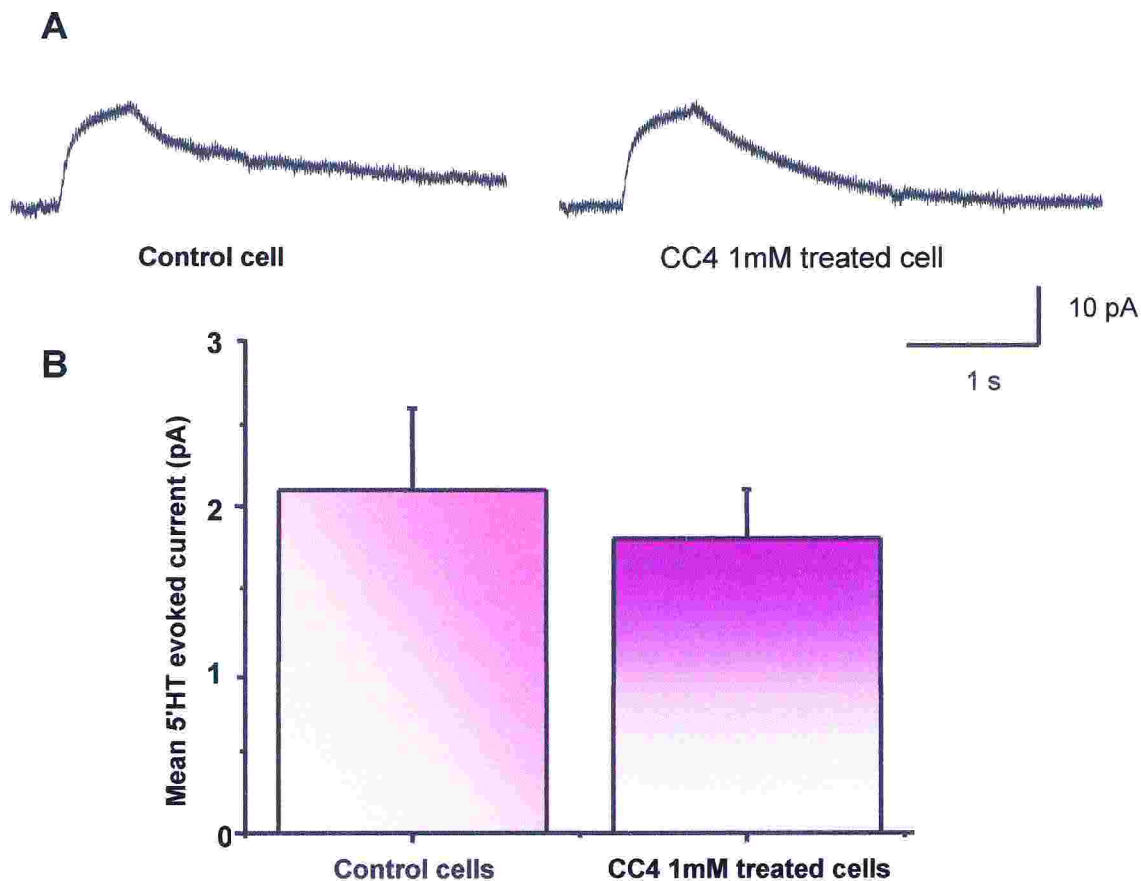 A
Control cell
CC4 1mM treated cell
10 pA
1 s
B
Mean 5'HT evoked current (pA)
3
2
1
0
Control cells
CC4 1mM treated cells